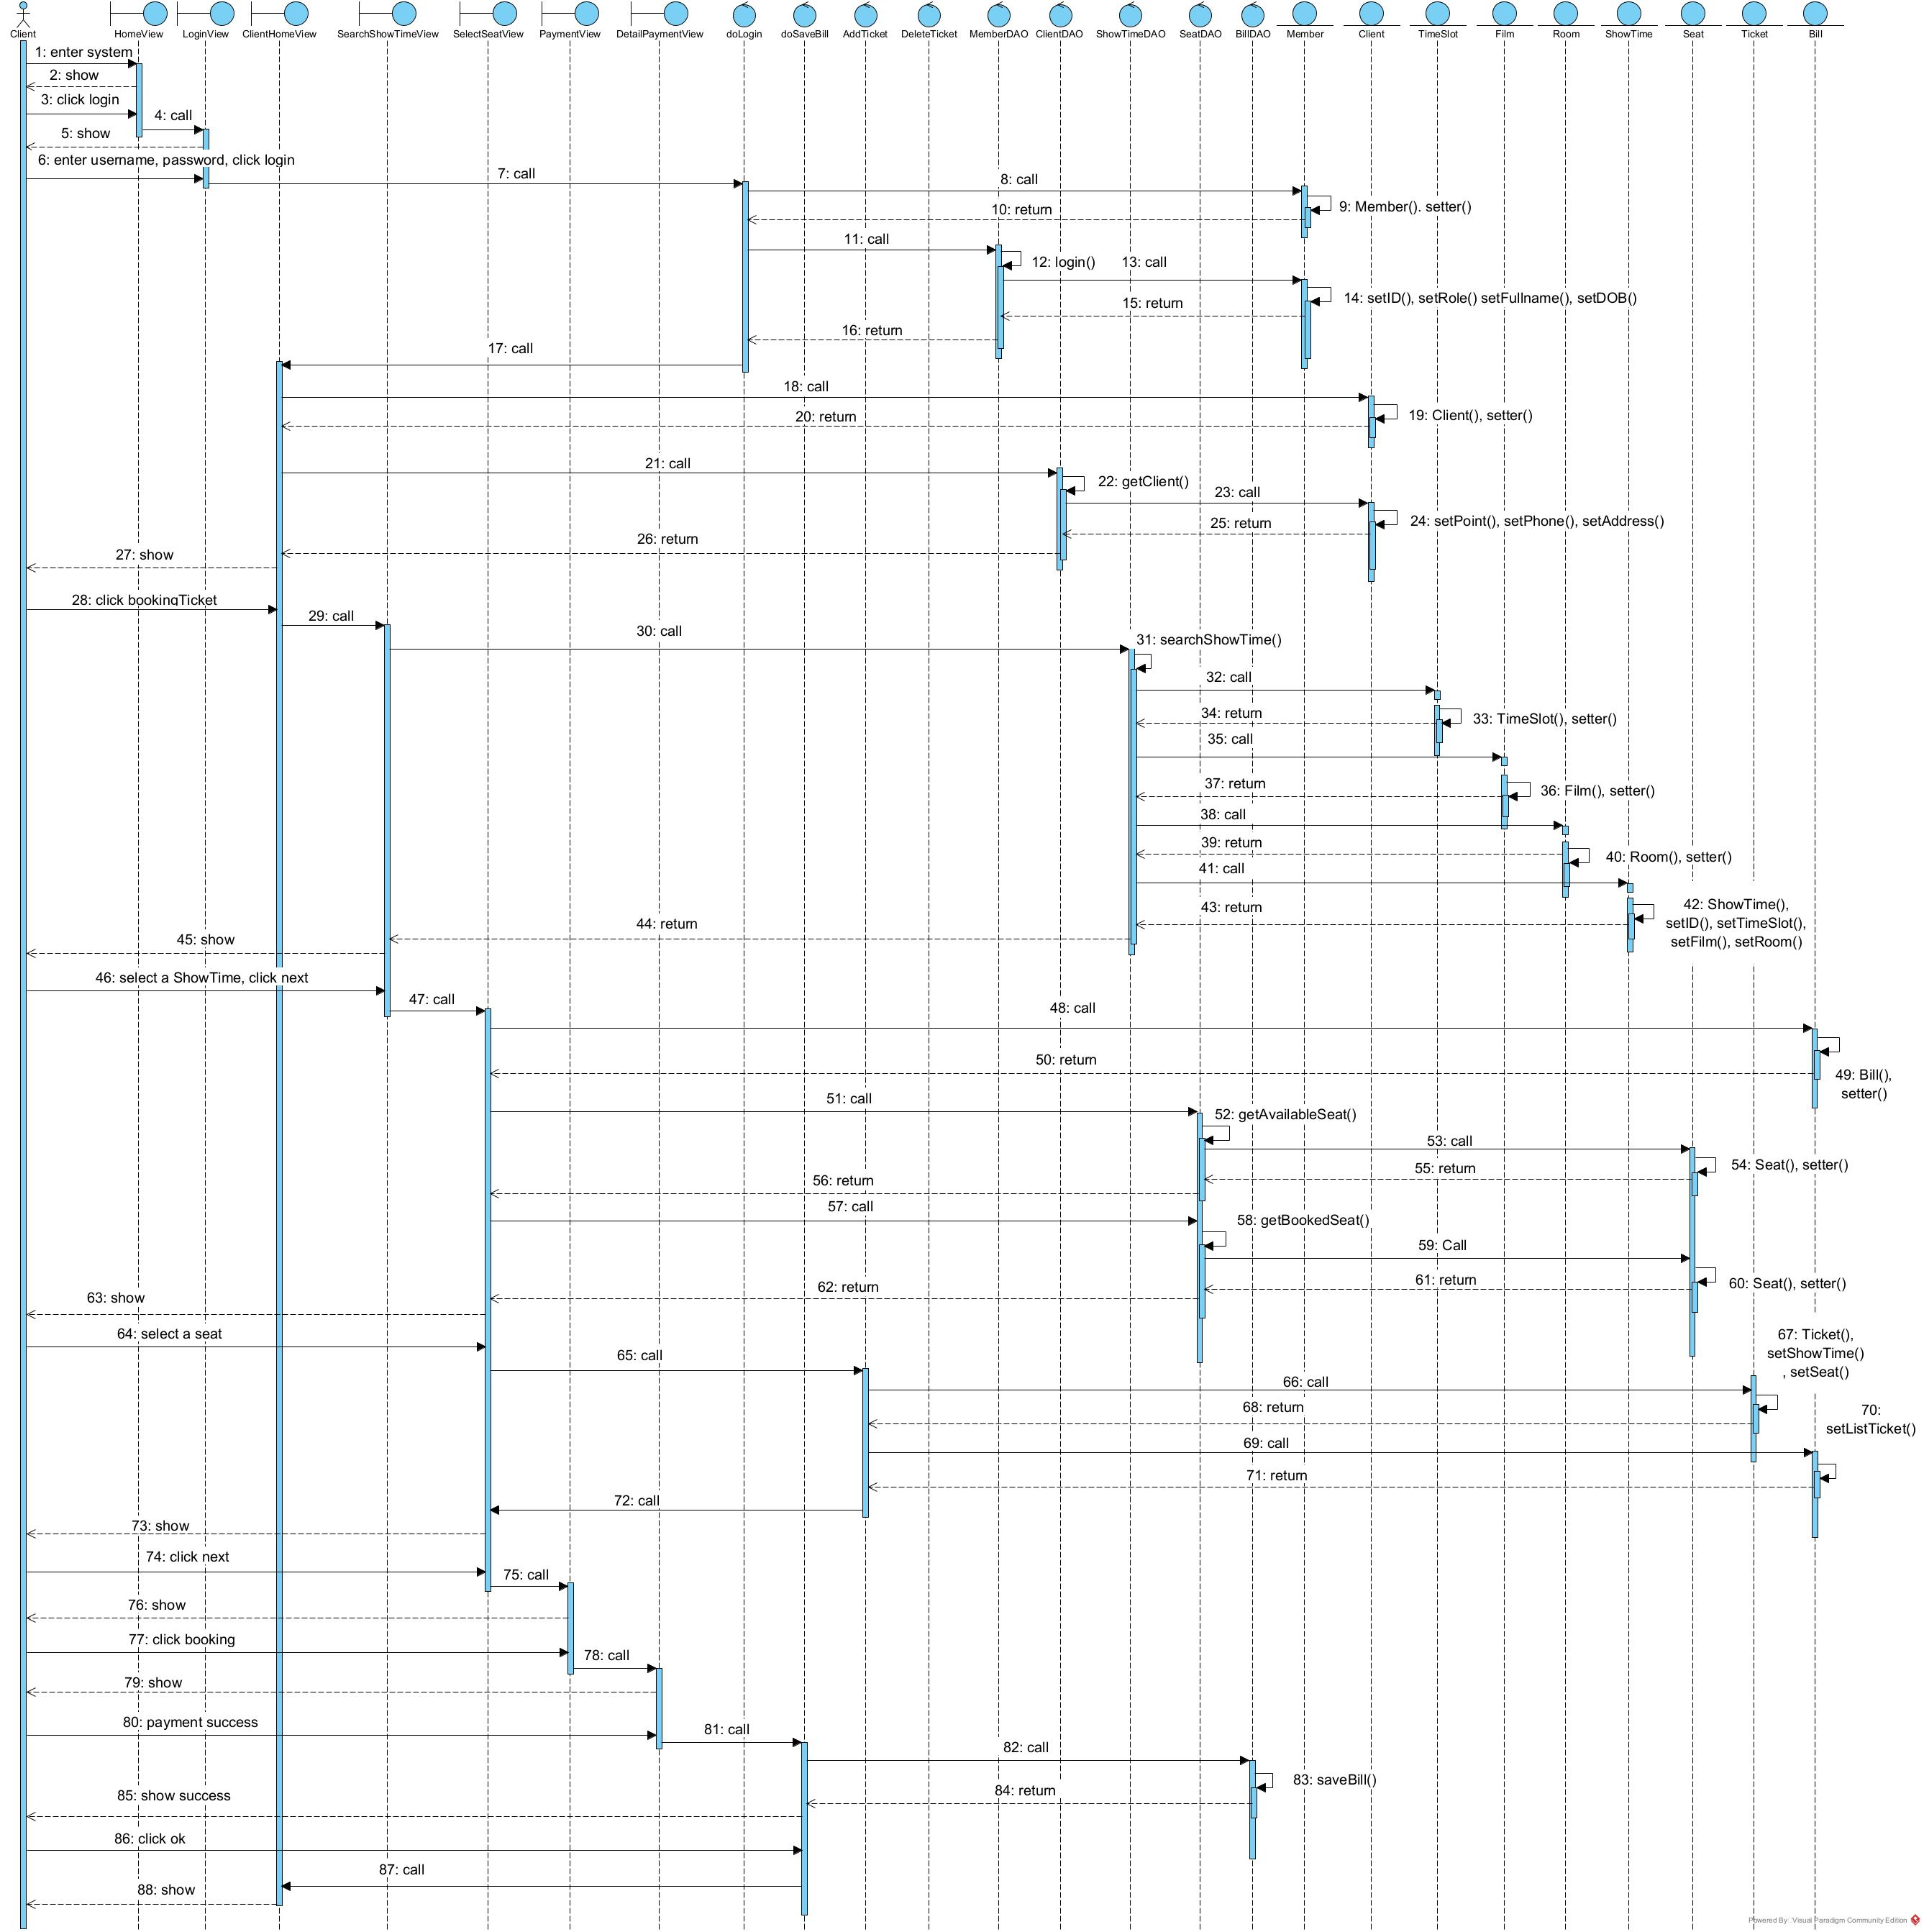 Client
HomeView
LoginView
ClientHomeView
SearchShowTimeView
SelectSeatView
PaymentView
DetailPaymentView
doLogin
doSaveBill
AddTicket
DeleteTicket
MemberDAO
ClientDAO
ShowTimeDAO
SeatDAO
BillDAO
Member
Client
TimeSlot
Film
Room
ShowTime
Seat
Ticket
Bill
1: enter system
2: show
3: click login
4: call
5: show
6: enter username, password, click login
7: call
8: call
9: Member(). setter()
10: return
11: call
12: login()
13: call
14: setID(), setRole() setFullname(), setDOB()
15: return
16: return
17: call
18: call
19: Client(), setter()
20: return
21: call
22: getClient()
23: call
24: setPoint(), setPhone(), setAddress()
25: return
26: return
27: show
28: click bookingTicket
29: call
30: call
31: searchShowTime()
32: call
33: TimeSlot(), setter()
34: return
35: call
36: Film(), setter()
37: return
38: call
39: return
40: Room(), setter()
41: call
42: ShowTime(),
setID(), setTimeSlot(),
setFilm(), setRoom()
43: return
44: return
45: show
46: select a ShowTime, click next
47: call
48: call
49: Bill(),
setter()
50: return
51: call
52: getAvailableSeat()
53: call
54: Seat(), setter()
55: return
56: return
57: call
58: getBookedSeat()
59: Call
60: Seat(), setter()
61: return
62: return
63: show
64: select a seat
65: call
66: call
67: Ticket(),
setShowTime()
, setSeat()
68: return
69: call
70:
setListTicket()
71: return
72: call
73: show
74: click next
75: call
76: show
77: click booking
78: call
79: show
80: payment success
81: call
82: call
83: saveBill()
84: return
85: show success
86: click ok
87: call
88: show
Powered By: Visual Paradigm Community Edition